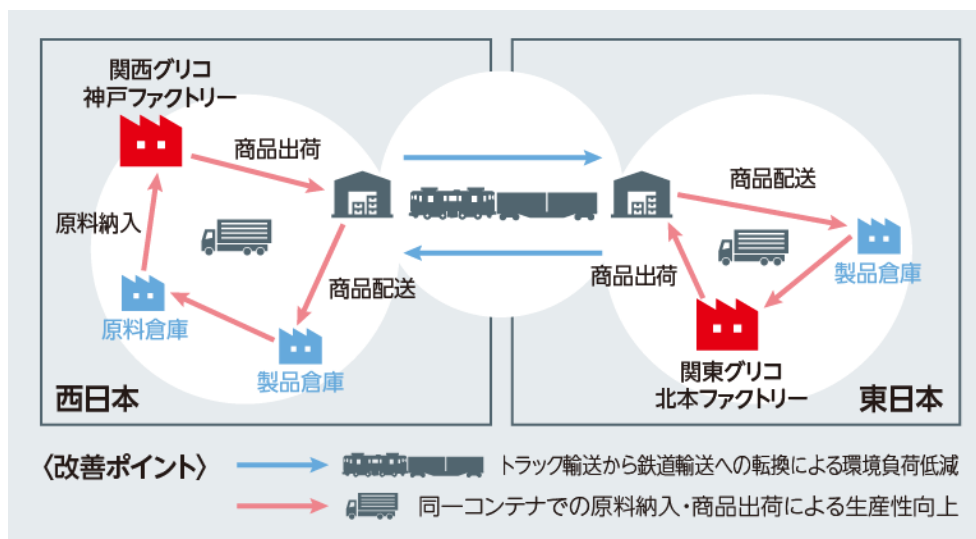 関西グリコ
神戸ファクトリー
商品出荷
原料納入
商品配送
原料倉庫
製品倉庫
西日本
商品配送
商品出荷
製品倉庫
関東グリコ
北本ファクトリー
東日本
〈改善ポイント〉
トラック輸送から鉄道輸送への転換による環境負荷低減
同一コンテナでの原料納入・商品出荷による生産性向上